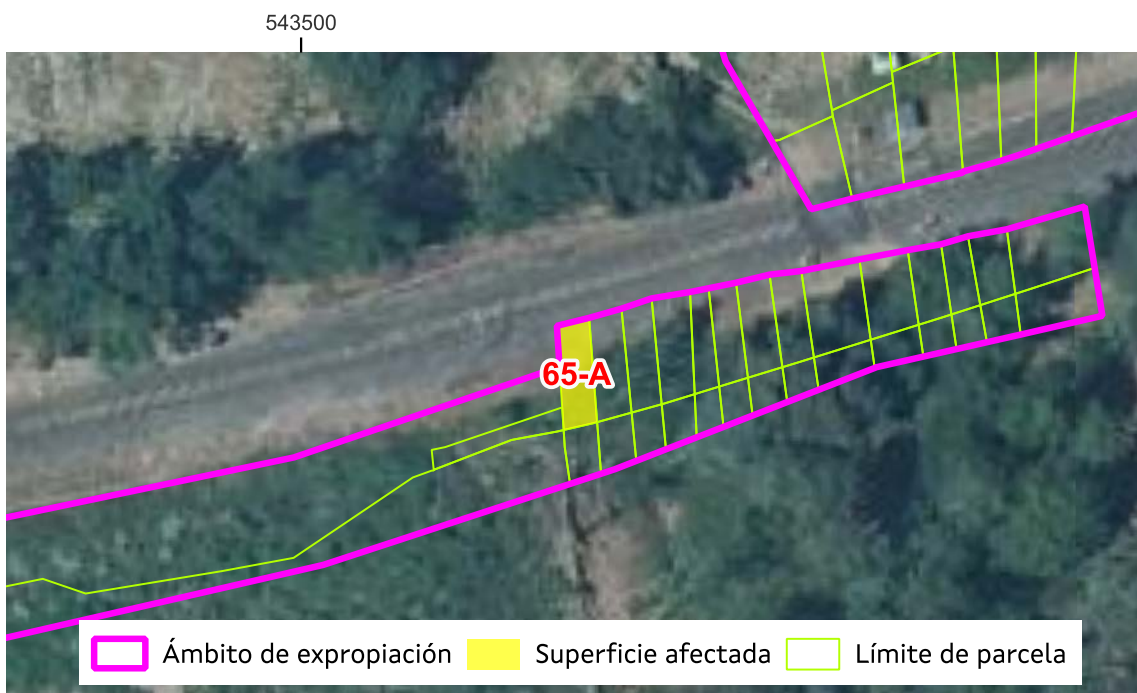 543500
65-A
Ámbito de expropiación Superficie afectada Límite de parcela